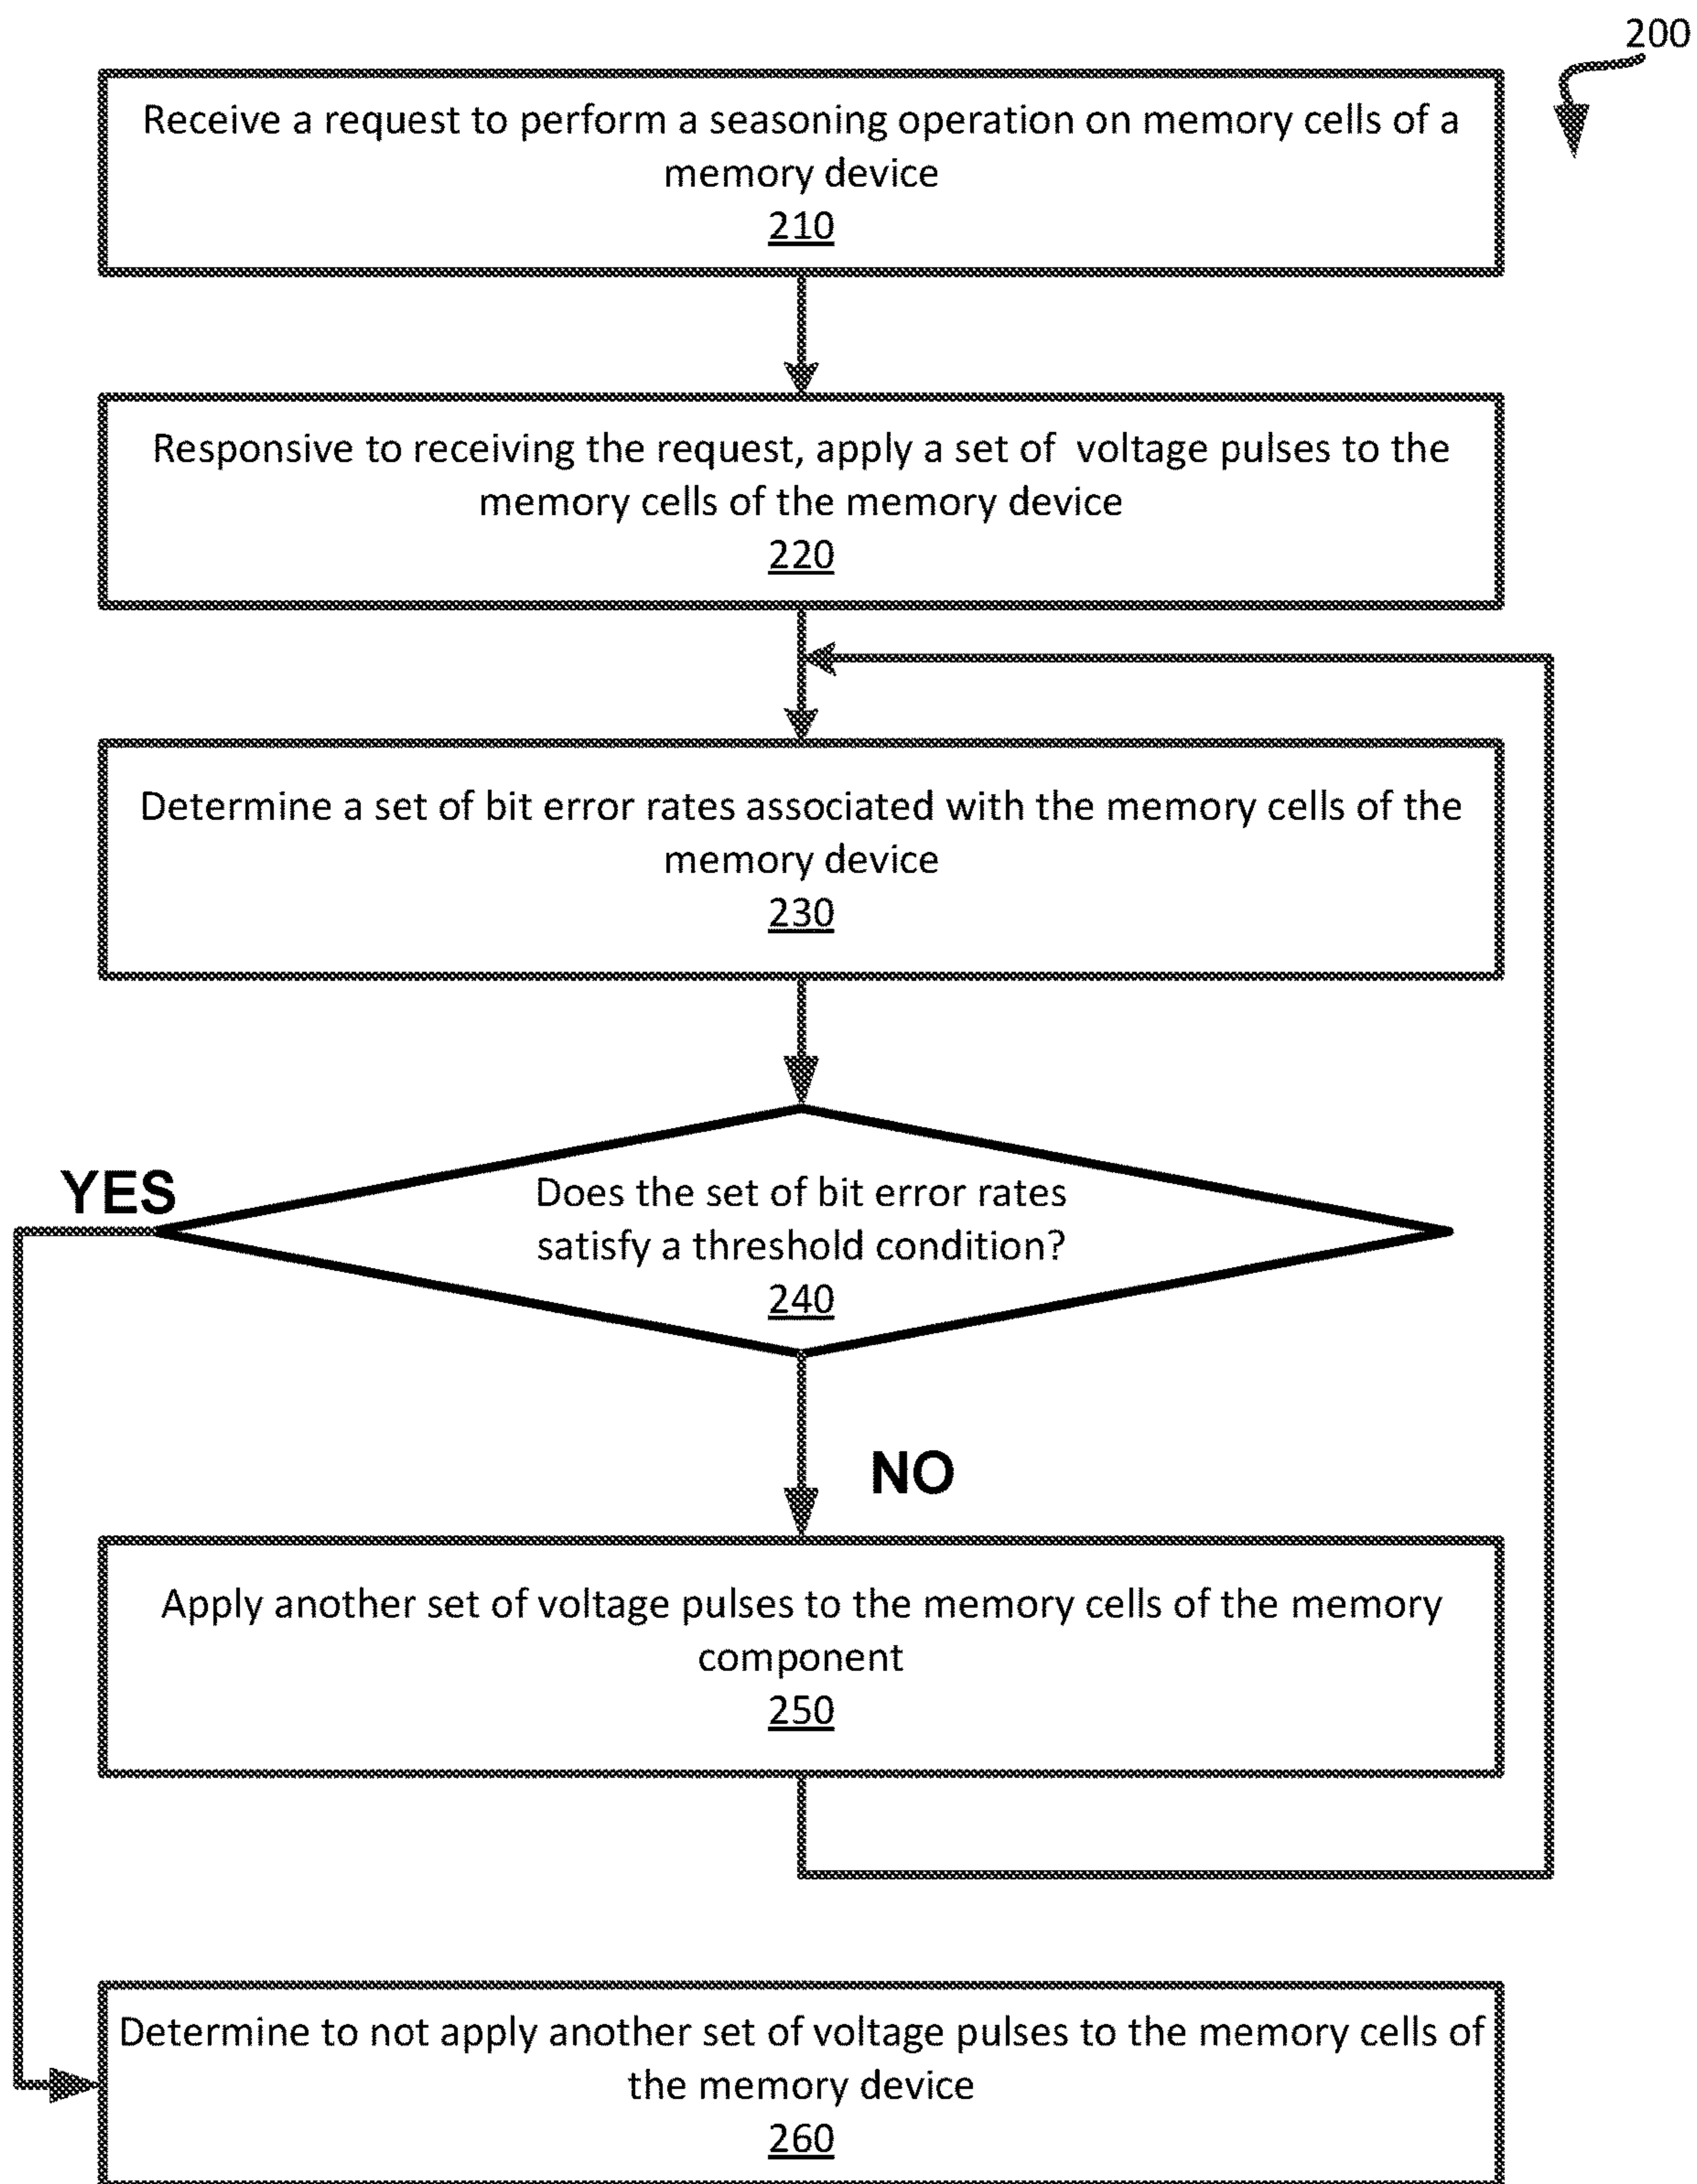 200
Receive a request to perform a seasoning operation on memory cells of a
memory device
210
Responsive to receiving the request, apply a set of voltage pulses to the
memory cells of the memory device
220
Determine a set of bit error rates associated with the memory cells of the
memory device
230
YES
Does the set of bit error rates
satisfy a threshold condition?
240
NO
Apply another set of voltage pulses to the memory cells of the memory
component
250
Determine to not apply another set of voltage pulses to the memory cells of
the memory device
260